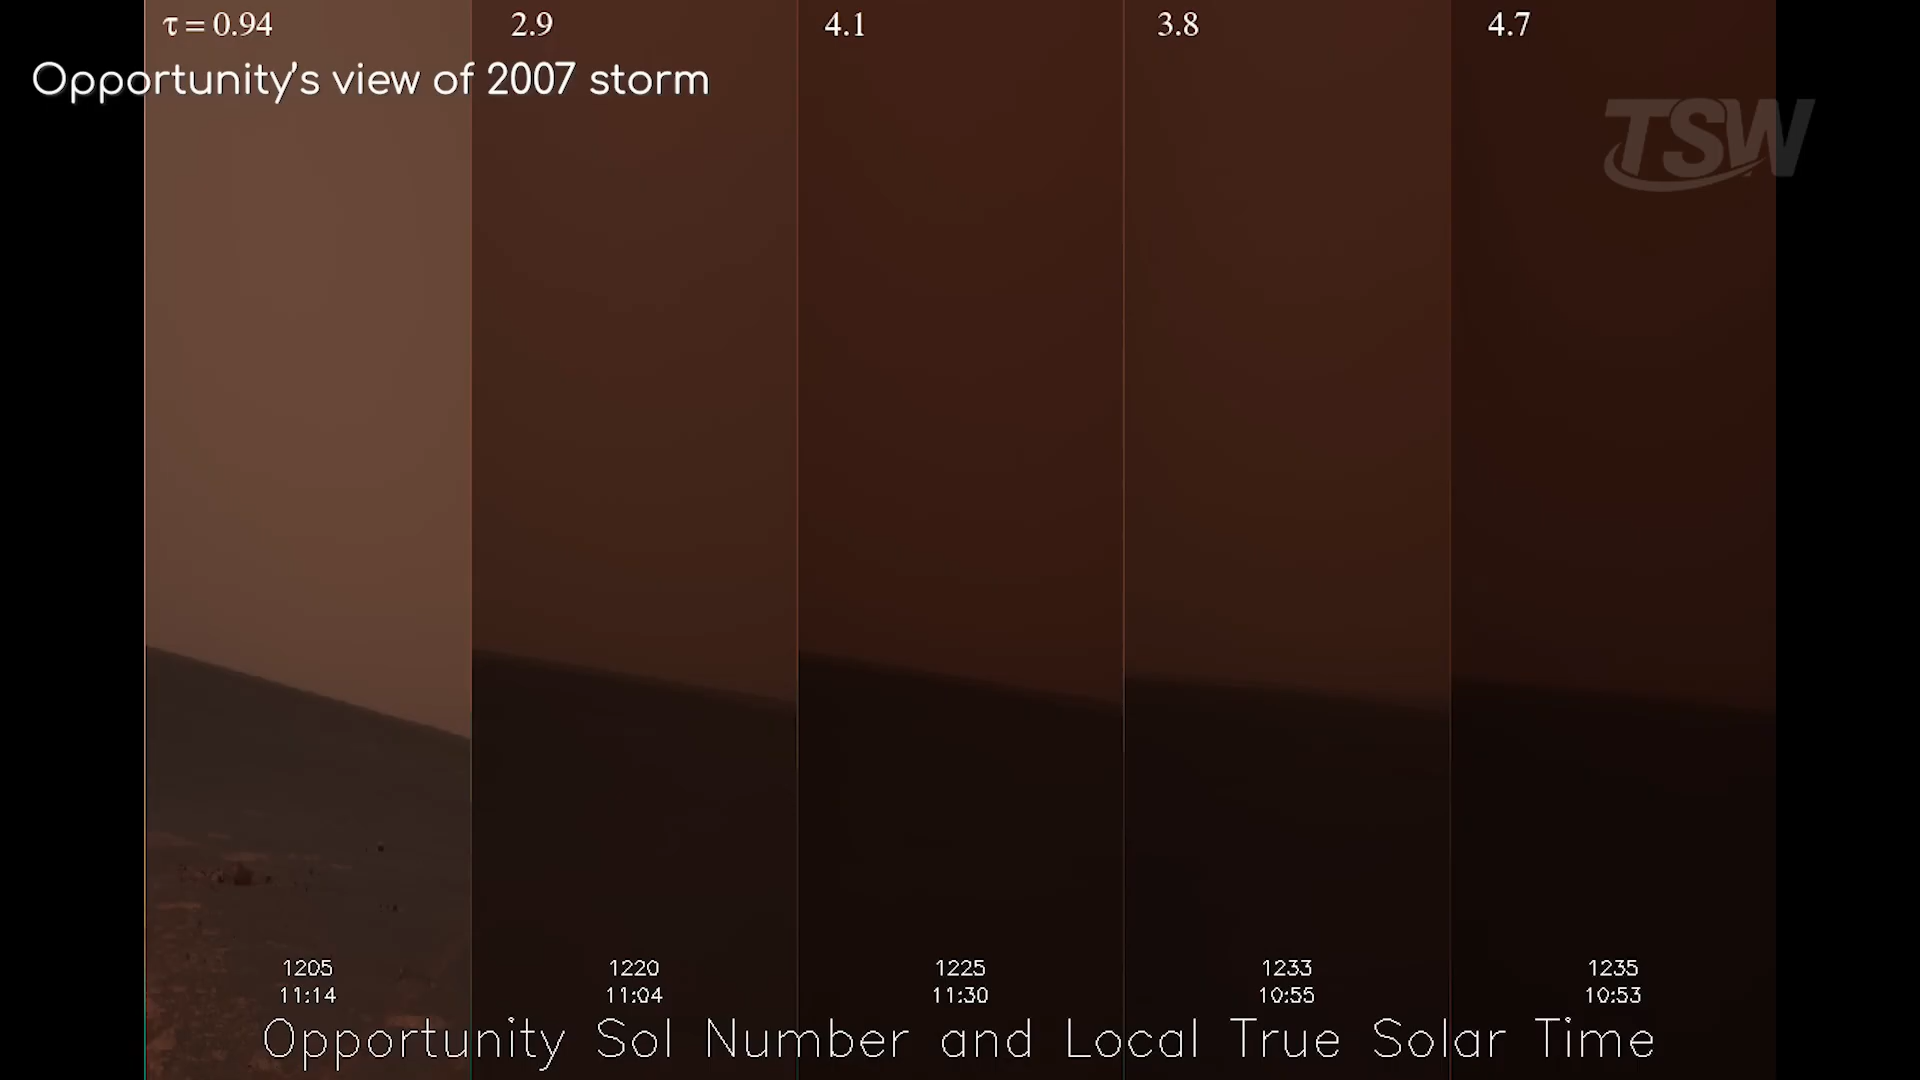 τ = 0.94 2.9 4.1 3.8 4.7
Opportunity's view of 2007 storm
TSW
1205 1220 1225 1233 1235
11:14 11:04 11:30 10:55 10:53
Opportunity Sol Number and Local True Solar Time